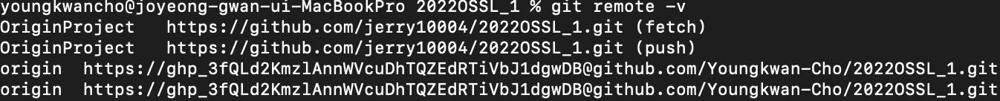 youngkwancho@joyeong-gwan-ui-MacBookPro 2022OSSL_1 % git remote -v
OriginProject   https://github.com/jerry10004/2022OSSL_1.git (fetch)
OriginProject   https://github.com/jerry10004/2022OSSL_1.git (push)
origin  https://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@github.com/Youngkwan-Cho/2022OSSL_1.git
origin  https://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@github.com/Youngkwan-Cho/2022OSSL_1.git